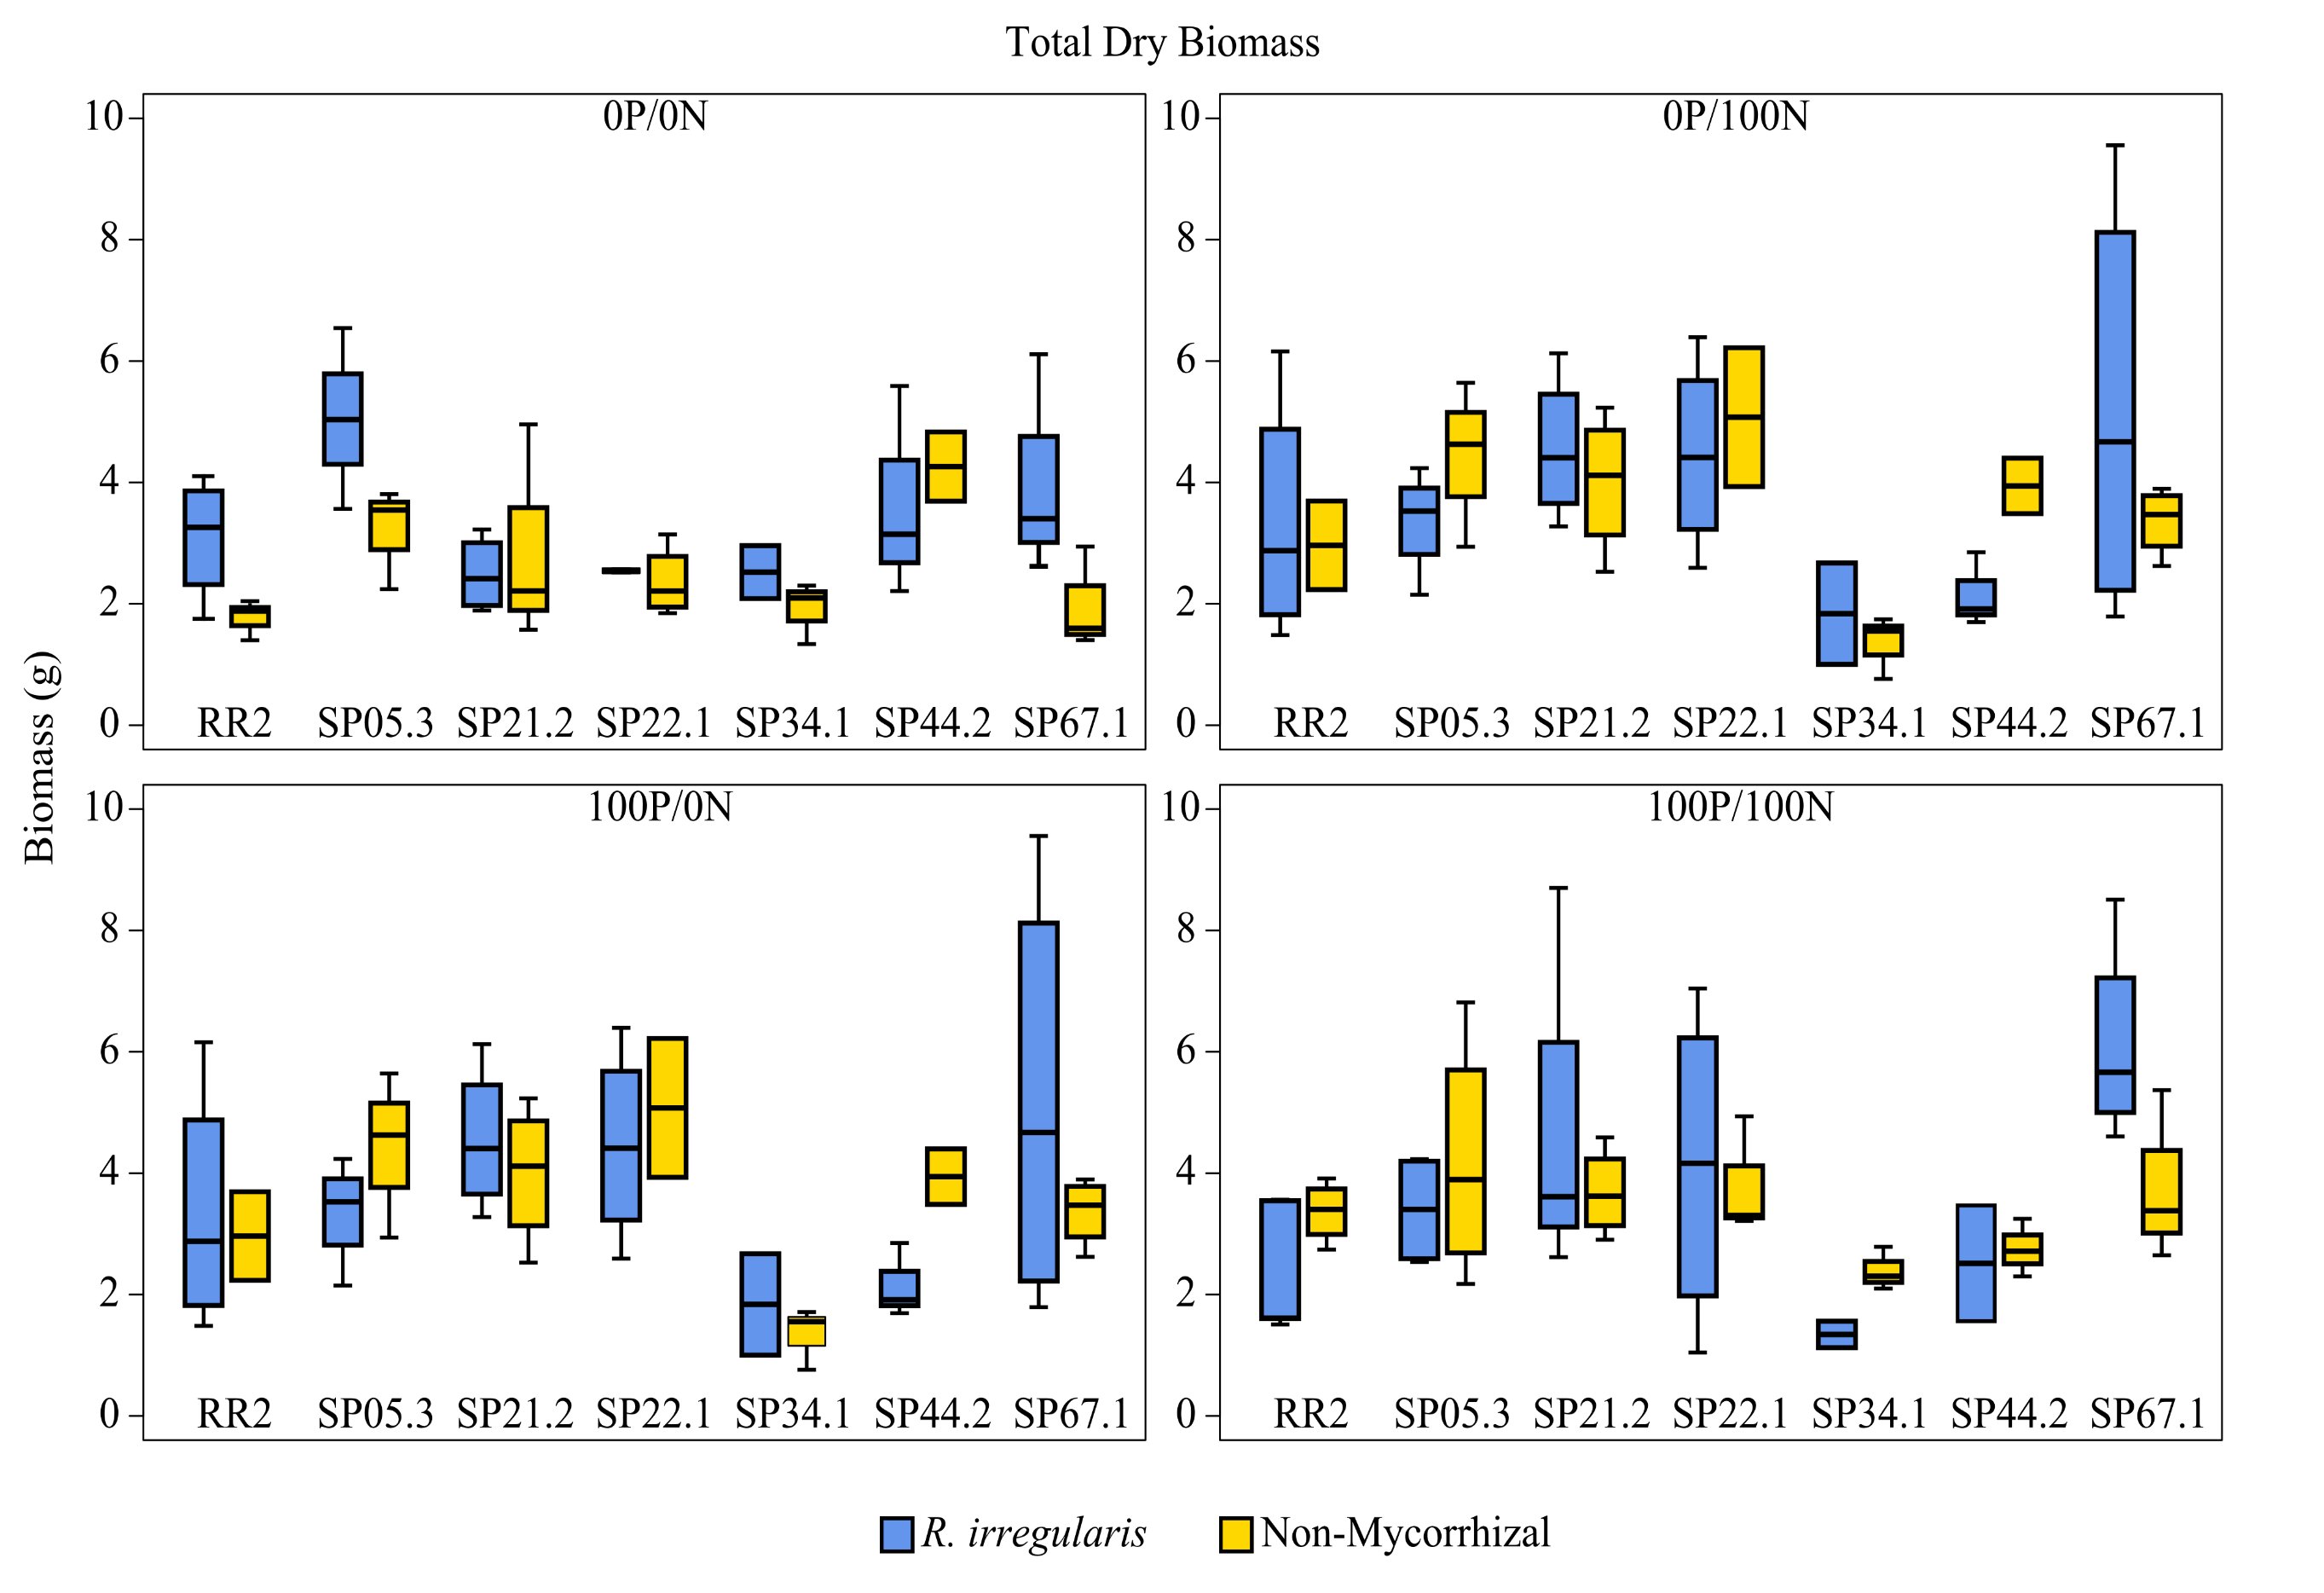 Total Dry Biomass
0P/0N
10
8
6
4
2
0
RR2 SP05.3 SP21.2 SP22.1 SP34.1 SP44.2 SP67.1
0P/100N
10
8
6
4
2
0
RR2 SP05.3 SP21.2 SP22.1 SP34.1 SP44.2 SP67.1
Biomass (g)
100P/0N
10
8
6
4
2
0
RR2 SP05.3 SP21.2 SP22.1 SP34.1 SP44.2 SP67.1
100P/100N
10
8
6
4
2
0
RR2 SP05.3 SP21.2 SP22.1 SP34.1 SP44.2 SP67.1
R. irregularis Non-Mycorrhizal